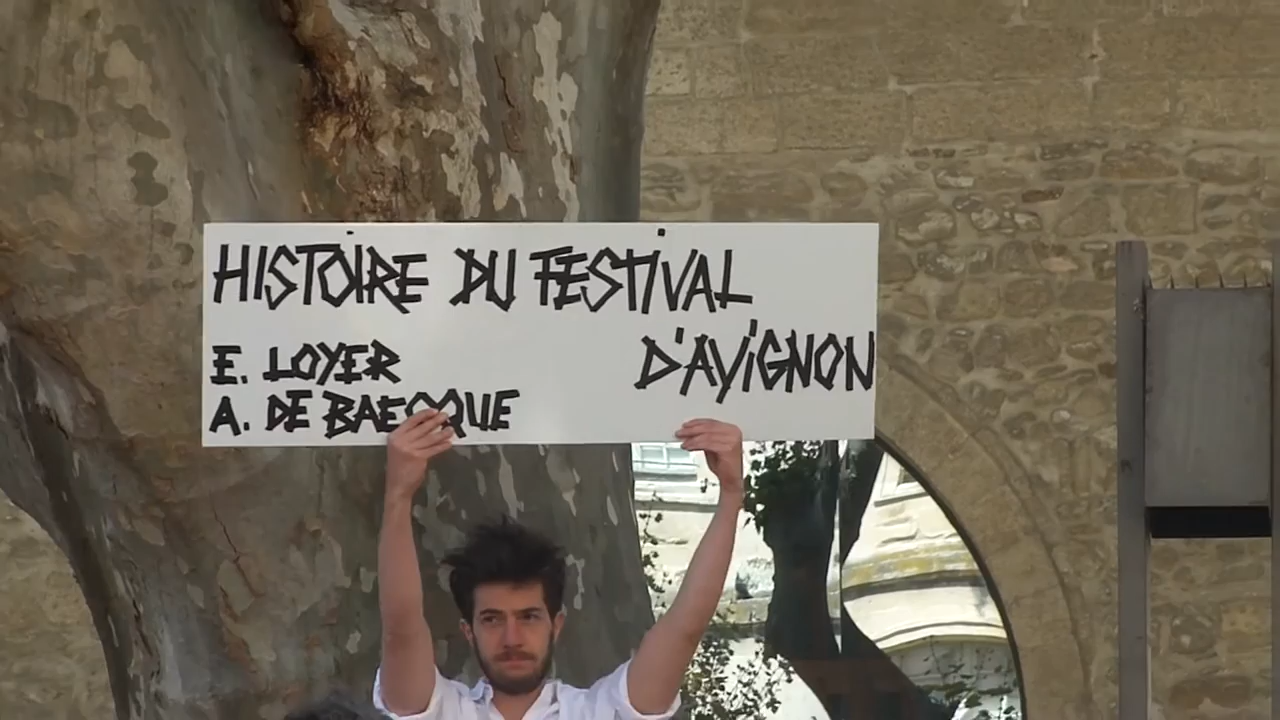 HISTOIRE DU FESTIVAL
D'AVIGNON
E. LOYER
A. DE BAECQUE